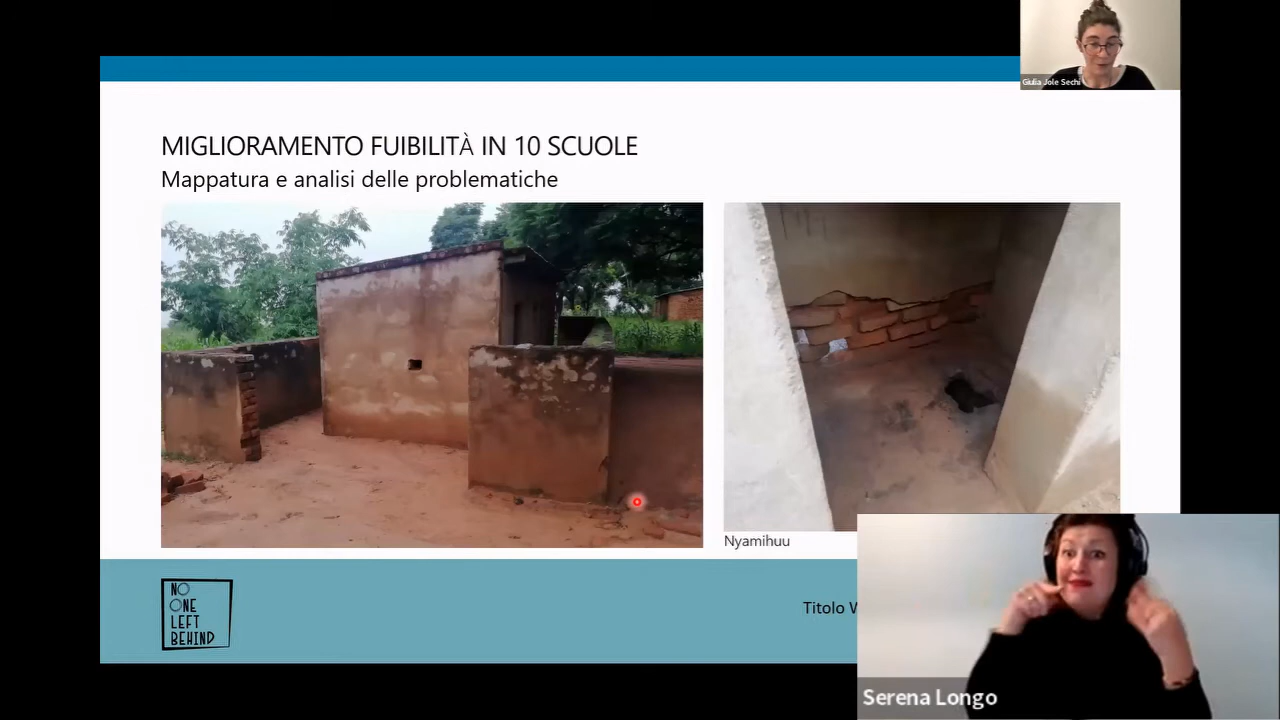 Giulia Jole Sechi
MIGLIORAMENTO FUIBILITÀ IN 10 SCUOLE
Mappatura e analisi delle problematiche
Nyamihuu
NO
ONE
LEFT
BEHIND
Titolo
Serena Longo